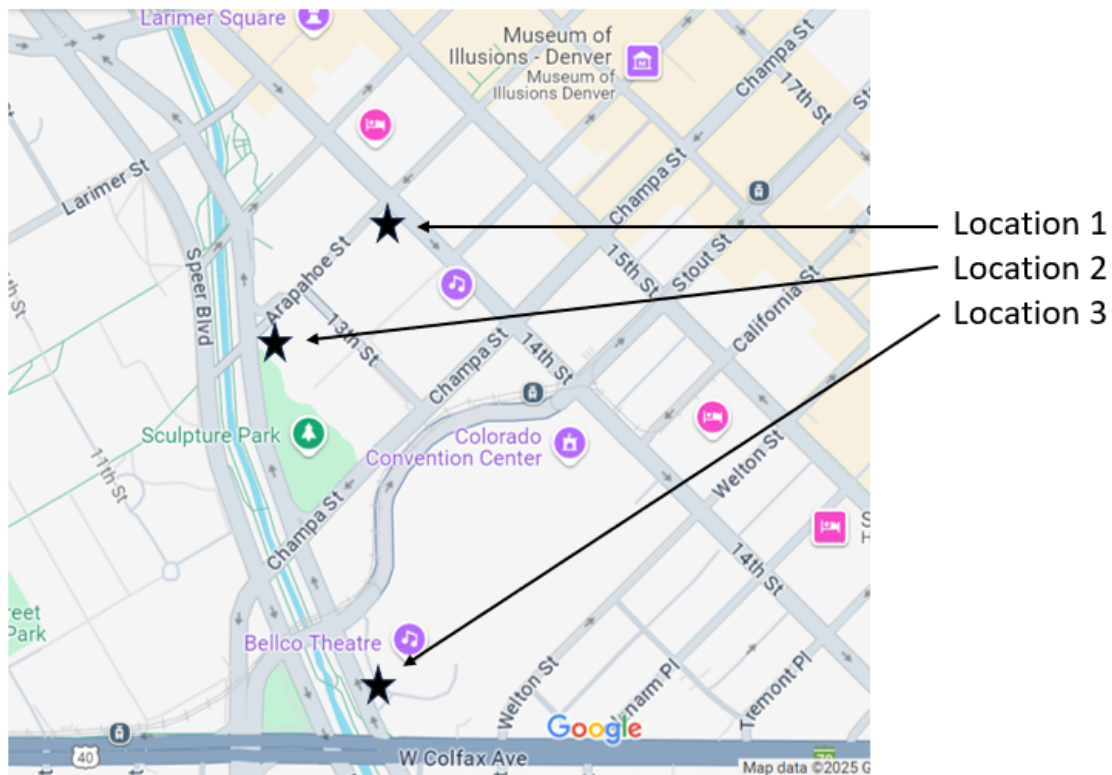 Larimer Square
Museum of
Illusions - Denver
Museum of
Illusions Denver
Champa St
17th St
Larimer St
Champa St
Location 1
Location 2
Location 3
Speer Blvd
Arapahoe St
15th St
Stout St
California St
13th St
Champa St
14th St
Sculpture Park
Colorado
Convention Center
11th St
Welton St
Champa St
14th St
Park
Bellco Theatre
Welton St
Tremont Pl
Google
40
W Colfax Ave
Map data ©2025 G